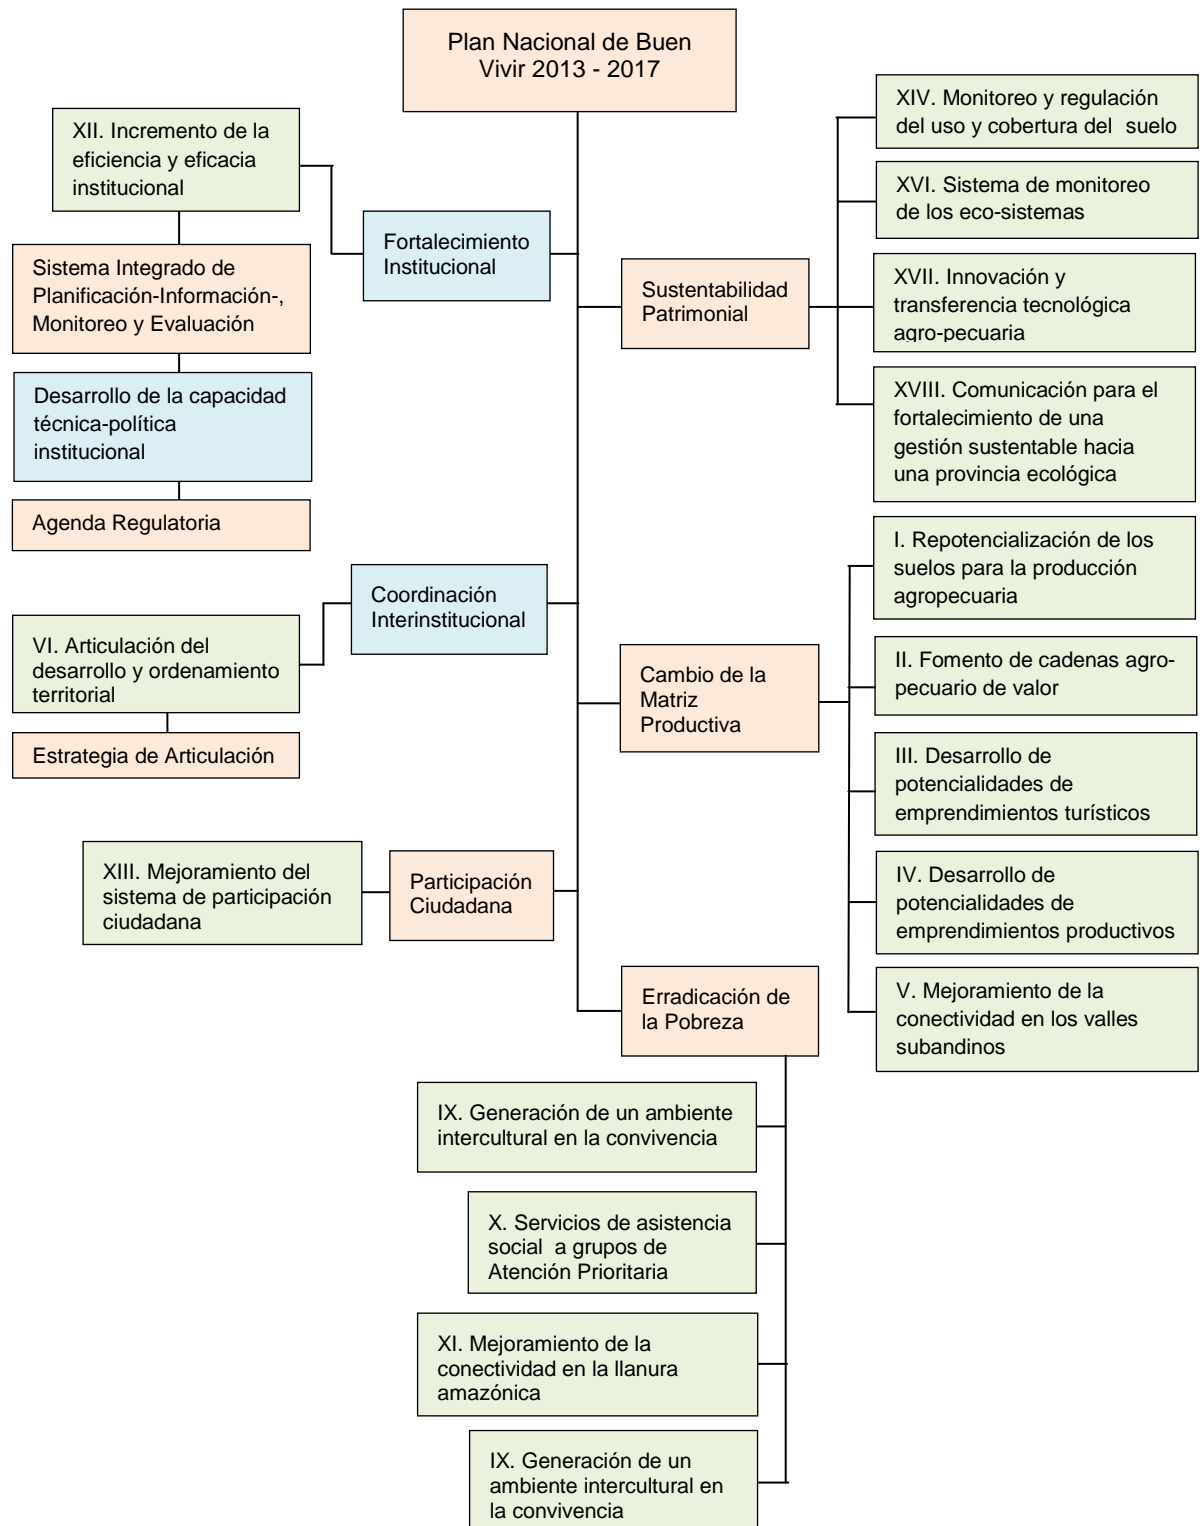 Plan Nacional de Buen
Vivir 2013 - 2017
XII. Incremento de la
eficiencia y eficacia
institucional
Sistema Integrado de
Planificación-Información-,
Monitoreo y Evaluación
Desarrollo de la capacidad
técnica-política
institucional
Agenda Regulatoria
Fortalecimiento
Institucional
VI. Articulación del
desarrollo y ordenamiento
territorial
Estrategia de Articulación
Coordinación
Interinstitucional
XIII. Mejoramiento del
sistema de participación
ciudadana
Participación
Ciudadana
Sustentabilidad
Patrimonial
XIV. Monitoreo y regulación
del uso y cobertura del suelo
XVI. Sistema de monitoreo
de los eco-sistemas
XVII. Innovación y
transferencia tecnológica
agro-pecuaria
XVIII. Comunicación para el
fortalecimiento de una
gestión sustentable hacia
una provincia ecológica
Cambio de la
Matriz
Productiva
I. Repotencialización de los
suelos para la producción
agropecuaria
II. Fomento de cadenas agro-
pecuario de valor
III. Desarrollo de
potencialidades de
emprendimientos turísticos
IV. Desarrollo de
potencialidades de
emprendimientos productivos
V. Mejoramiento de la
conectividad en los valles
subandinos
Erradicación de
la Pobreza
IX. Generación de un ambiente
intercultural en la convivencia
X. Servicios de asistencia
social a grupos de
Atención Prioritaria
XI. Mejoramiento de la
conectividad en la llanura
amazónica
IX. Generación de un
ambiente intercultural en
la convivencia